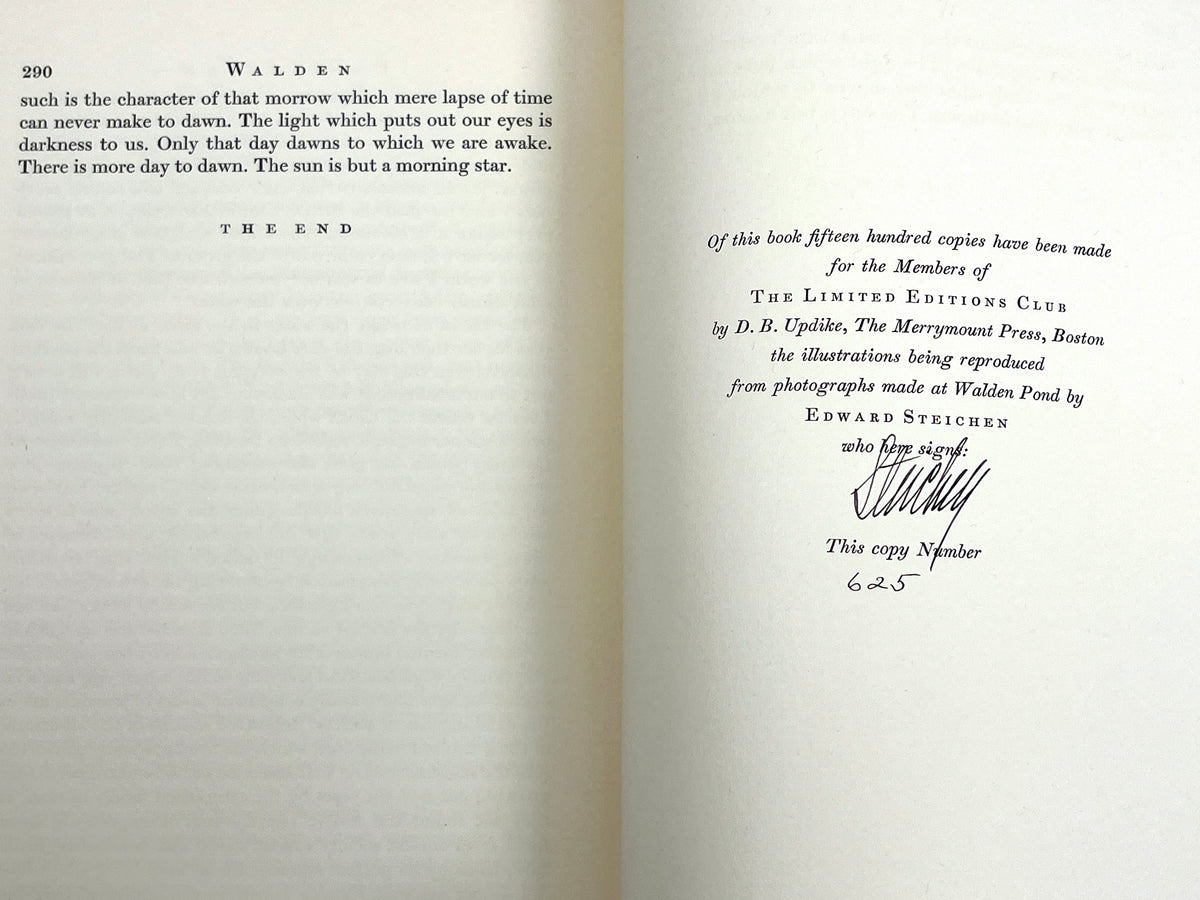 290 WALDEN
such is the character of that morrow which mere lapse of time
can never make to dawn. The light which puts out our eyes is
darkness to us. Only that day dawns to which we are awake.
There is more day to dawn. The sun is but a morning star.
THE END
Of this book fifteen hundred copies have been made
for the Members of
THE LIMITED EDITIONS CLUB
by D. B. Updike, The Merrymount Press, Boston
the illustrations being reproduced
from photographs made at Walden Pond by
EDWARD STEICHEN
who here signs:
Steichen
This copy Number
625